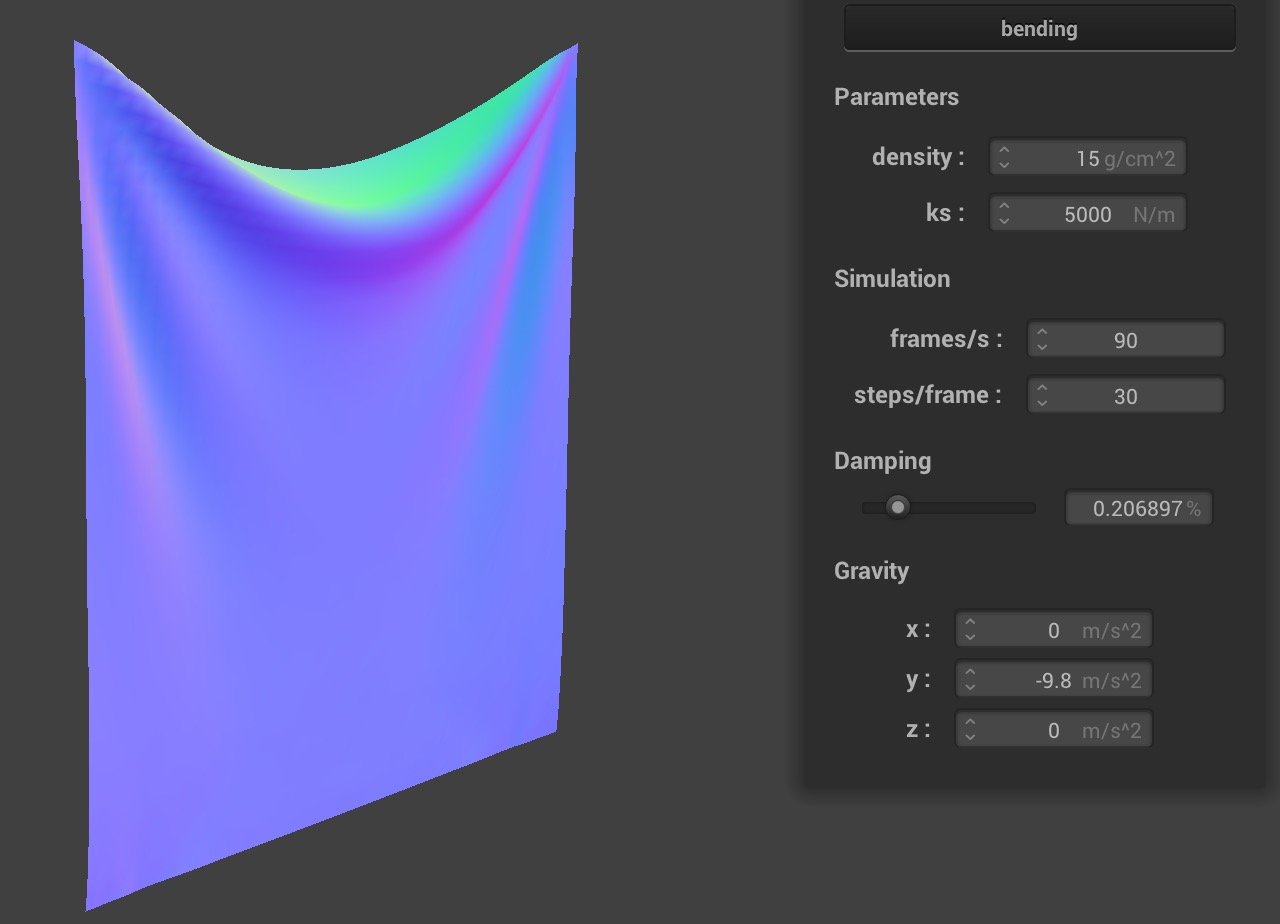 bending
Parameters
density : 15 g/cm^2
ks : 5000 N/m
Simulation
frames/s : 90
steps/frame : 30
Damping
0.206897 %
Gravity
x : 0 m/s^2
y : -9.8 m/s^2
z : 0 m/s^2